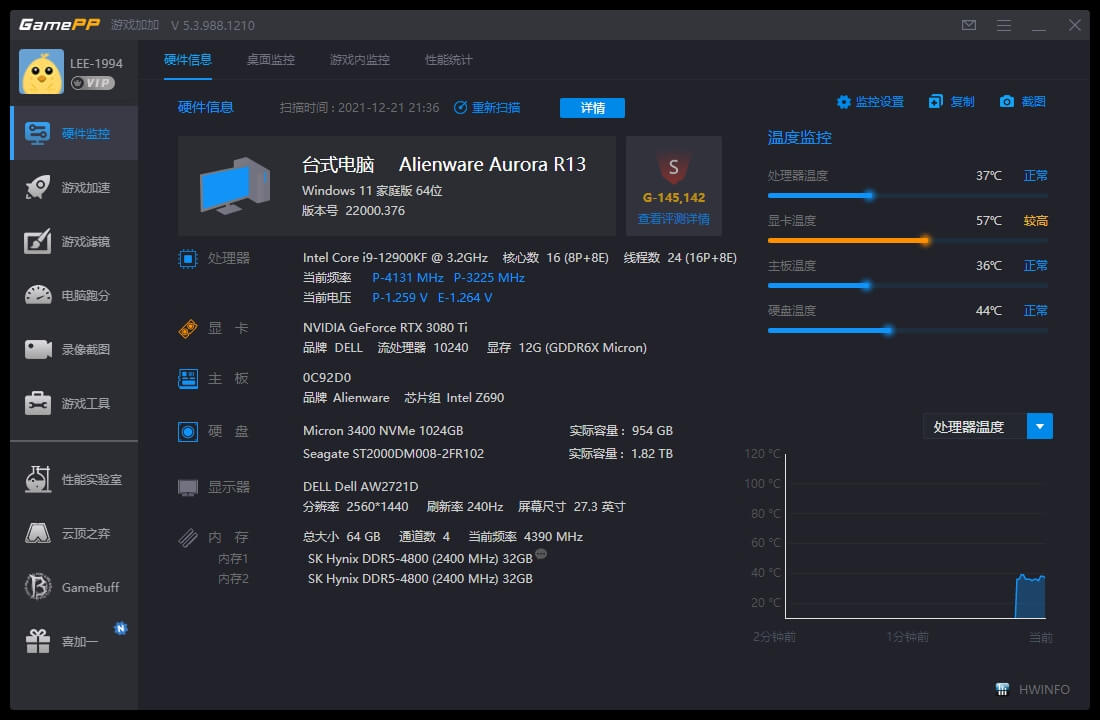 GamePP 游戏加加 V 5.3.988.1210
LEE-1994
VIP
硬件监控
游戏加速
游戏滤镜
电脑跑分
录像截图
游戏工具
性能实验室
云顶之弈
GameBuff
喜加一
N
硬件信息 桌面监控 游戏内监控 性能统计
硬件信息 扫描时间 : 2021-12-21 21:36 重新扫描 详情
监控设置 复制 截图
台式电脑 Alienware Aurora R13
Windows 11 家庭版 64位
版本号 22000.376
S
G-145,142
查看评测详情
处理器 Intel Core i9-12900KF @ 3.2GHz 核心数 16 (8P+8E) 线程数 24 (16P+8E)
当前频率 P-4131 MHz P-3225 MHz
当前电压 P-1.259 V E-1.264 V
显 卡 NVIDIA GeForce RTX 3080 Ti
品牌 DELL 流处理器 10240 显存 12G (GDDR6X Micron)
主 板 0C92D0
品牌 Alienware 芯片组 Intel Z690
硬 盘 Micron 3400 NVMe 1024GB 实际容量 : 954 GB
Seagate ST2000DM008-2FR102 实际容量 : 1.82 TB
显示器 DELL Dell AW2721D
分辨率 2560*1440 刷新率 240Hz 屏幕尺寸 27.3 英寸
内 存 总大小 64 GB 通道数 4 当前频率 4390 MHz
内存1 SK Hynix DDR5-4800 (2400 MHz) 32GB
内存2 SK Hynix DDR5-4800 (2400 MHz) 32GB
温度监控
处理器温度 37℃ 正常
显卡温度 57℃ 较高
主板温度 36℃ 正常
硬盘温度 44℃ 正常
处理器温度
120 ℃
100 ℃
80 ℃
60 ℃
40 ℃
20 ℃
2分钟前 1分钟前 当前
HWINFO